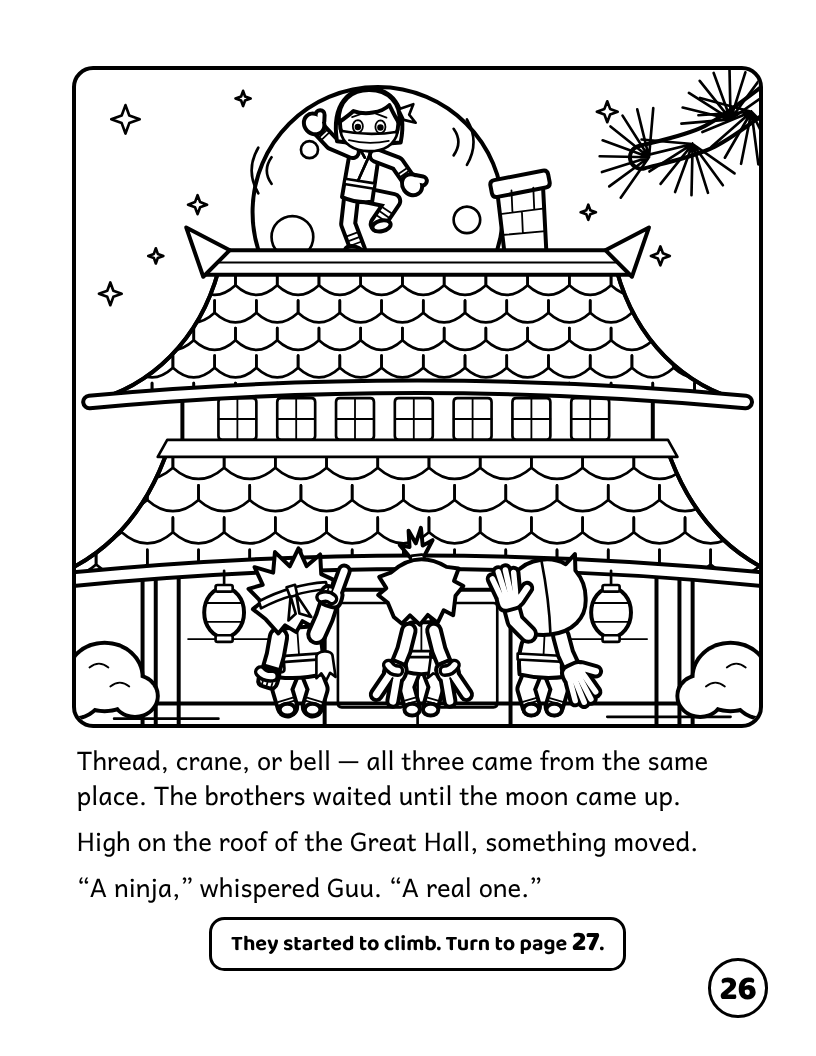 Thread, crane, or bell — all three came from the same
place. The brothers waited until the moon came up.
High on the roof of the Great Hall, something moved.
“A ninja,” whispered Guu. “A real one.”
They started to climb. Turn to page 27.
26